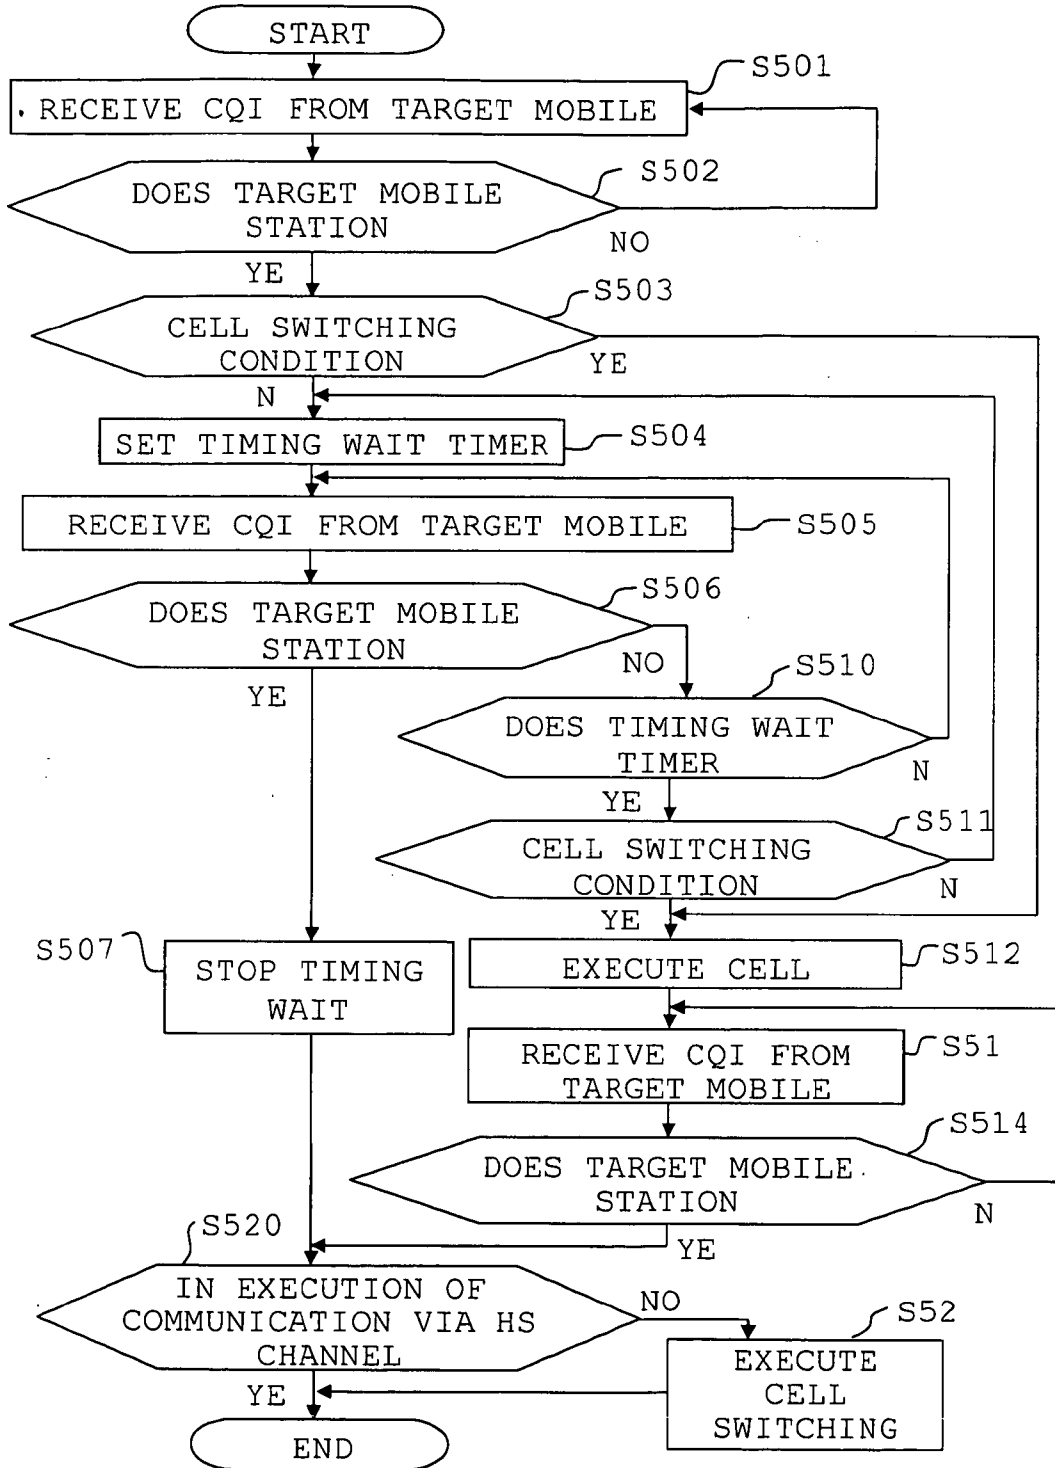 START
S501
RECEIVE CQI FROM TARGET MOBILE
S502
DOES TARGET MOBILE
STATION
NO
YE
S503
CELL SWITCHING
CONDITION
YE
N
SET TIMING WAIT TIMER
S504
RECEIVE CQI FROM TARGET MOBILE
S505
S506
DOES TARGET MOBILE
STATION
NO
YE
S510
DOES TIMING WAIT
TIMER
N
YE
S511
CELL SWITCHING
CONDITION
N
YE
S507
STOP TIMING
WAIT
EXECUTE CELL
S512
RECEIVE CQI FROM
TARGET MOBILE
S51
S514
DOES TARGET MOBILE
STATION
N
YE
S520
IN EXECUTION OF
COMMUNICATION VIA HS
CHANNEL
NO
YE
S52
EXECUTE
CELL
SWITCHING
END